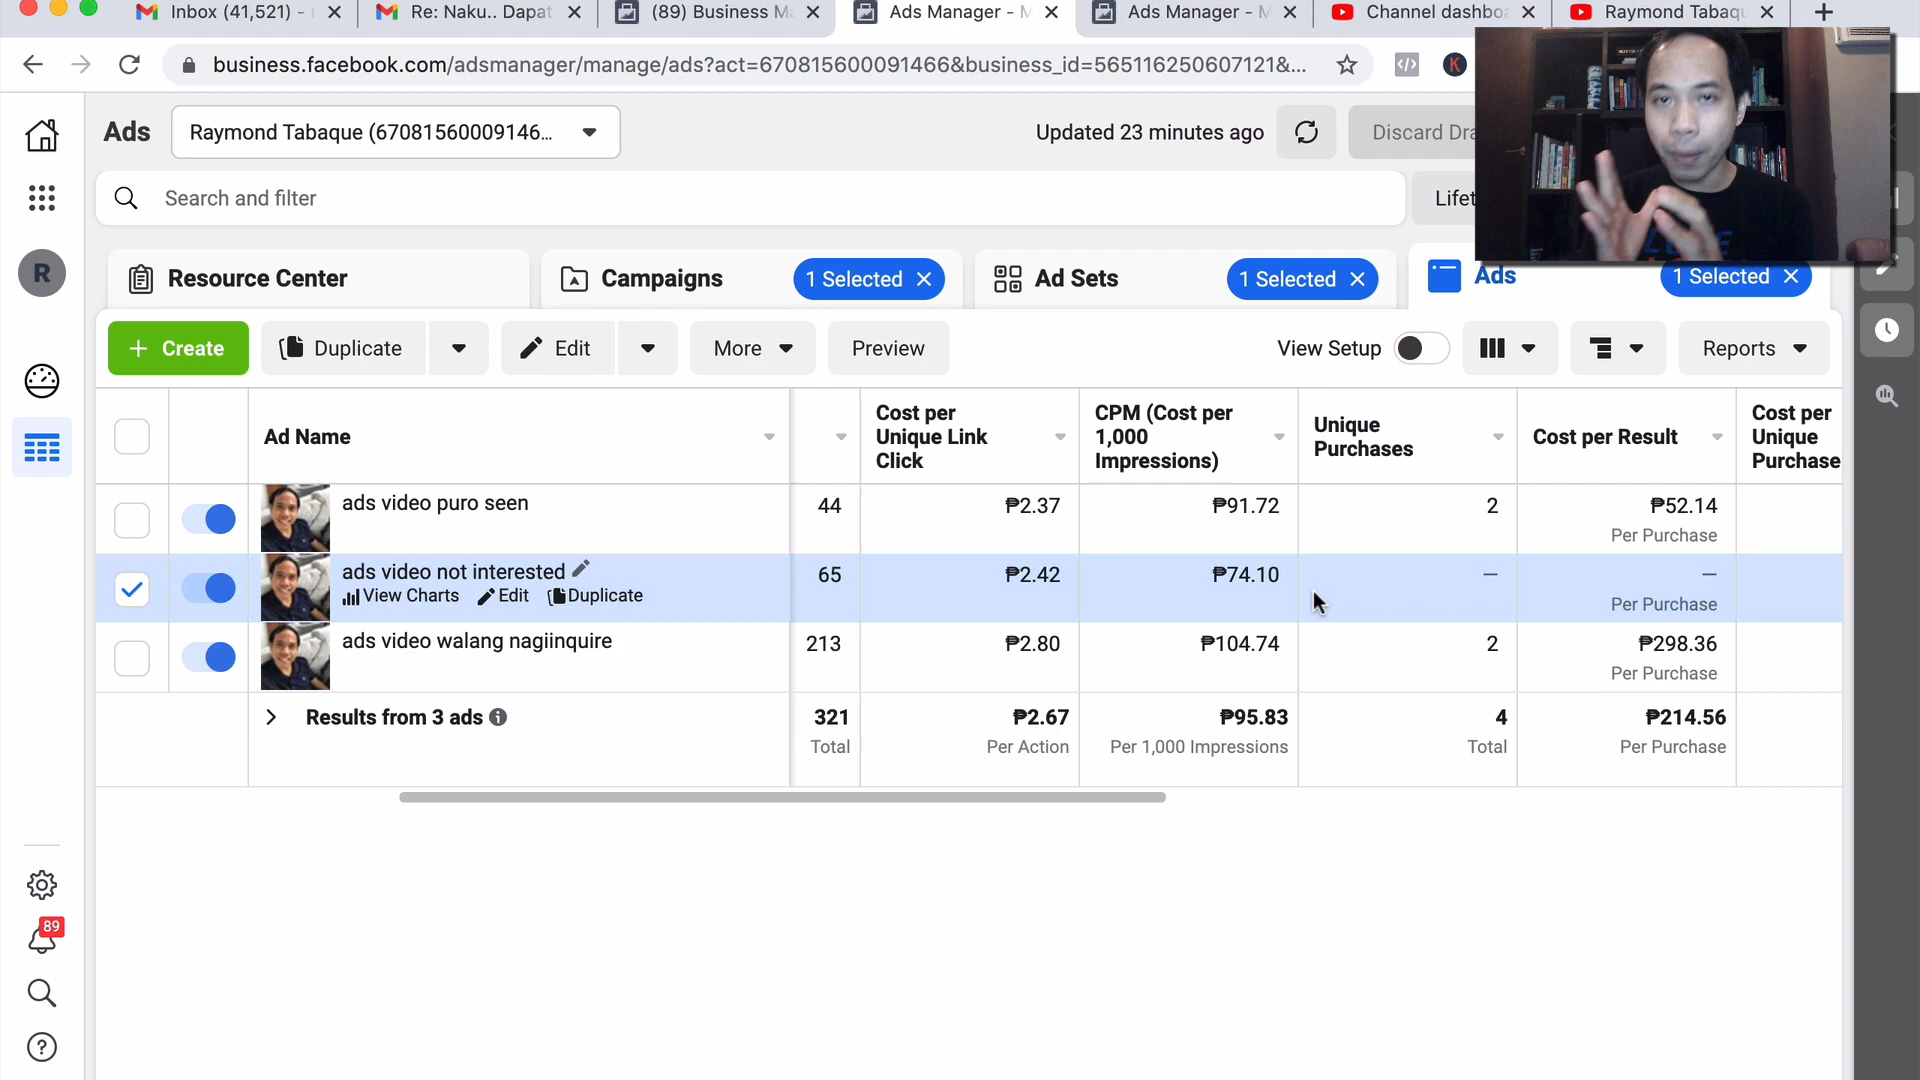 Inbox (41,521) -
Re: Naku.. Dapat
(89) Business Ma
Ads Manager - M
Ads Manager - M
Channel dashboa
Raymond Tabaqu
business.facebook.com/adsmanager/manage/ads?act=670815600091466&business_id=565116250607121&...
K
Ads
Raymond Tabaque (67081560009146...
Updated 23 minutes ago
Discard Dra
Search and filter
Lifet
R
Resource Center
Campaigns
1 Selected
Ad Sets
1 Selected
Ads
1 Selected
+ Create
Duplicate
Edit
More
Preview
View Setup
Reports
Ad Name
Cost per
Unique Link
Click
CPM (Cost per
1,000
Impressions)
Unique
Purchases
Cost per Result
Cost per
Unique
Purchase
ads video puro seen
44
₱2.37
₱91.72
2
₱52.14
Per Purchase
ads video not interested
View Charts Edit Duplicate
65
₱2.42
₱74.10
—
—
Per Purchase
ads video walang nagiinquire
213
₱2.80
₱104.74
2
₱298.36
Per Purchase
Results from 3 ads
321
Total
₱2.67
Per Action
₱95.83
Per 1,000 Impressions
4
Total
₱214.56
Per Purchase
89